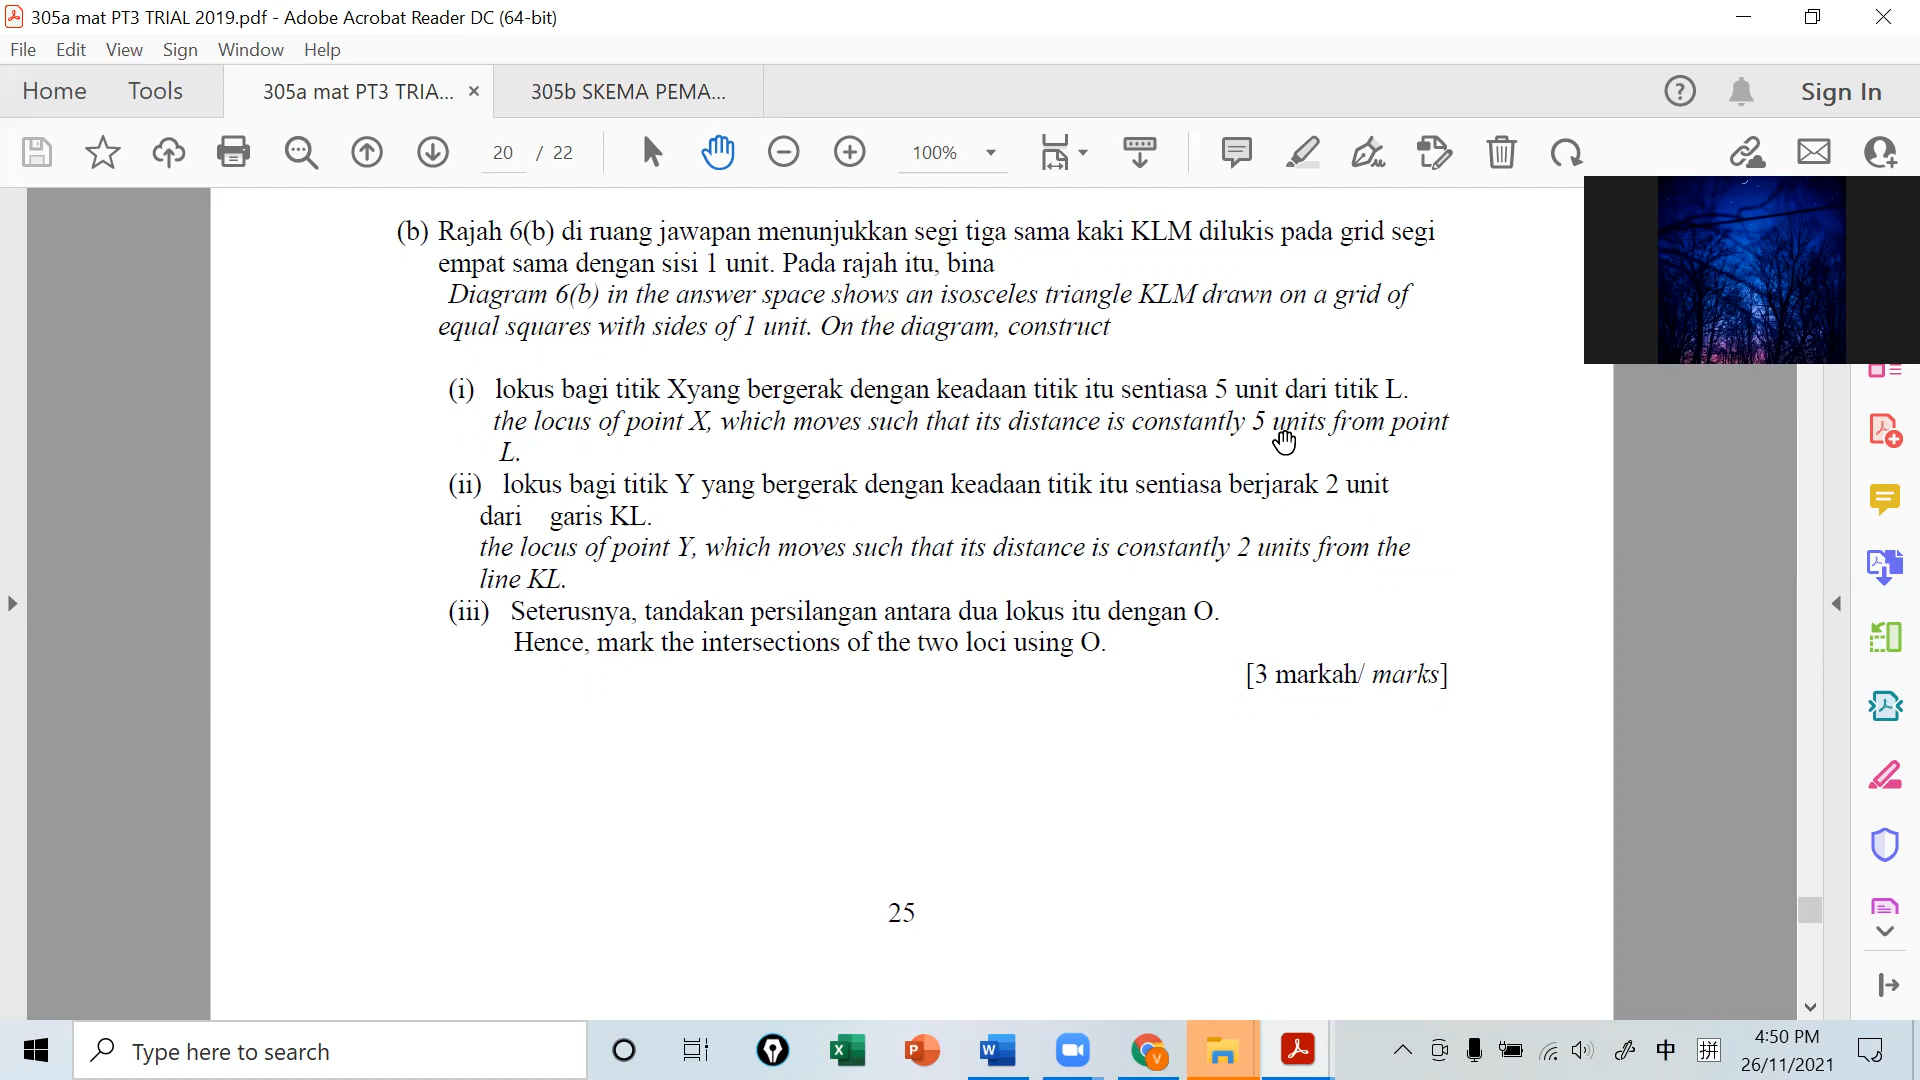 305a mat PT3 TRIAL 2019.pdf - Adobe Acrobat Reader DC (64-bit)
File Edit View Sign Window Help
Home Tools 305a mat PT3 TRIA... × 305b SKEMA PEMA... Sign In
20 / 22 100%
(b) Rajah 6(b) di ruang jawapan menunjukkan segi tiga sama kaki KLM dilukis pada grid segi
empat sama dengan sisi 1 unit. Pada rajah itu, bina
Diagram 6(b) in the answer space shows an isosceles triangle KLM drawn on a grid of
equal squares with sides of 1 unit. On the diagram, construct
(i) lokus bagi titik Xyang bergerak dengan keadaan titik itu sentiasa 5 unit dari titik L.
the locus of point X, which moves such that its distance is constantly 5 units from point
L.
(ii) lokus bagi titik Y yang bergerak dengan keadaan titik itu sentiasa berjarak 2 unit
dari garis KL.
the locus of point Y, which moves such that its distance is constantly 2 units from the
line KL.
(iii) Seterusnya, tandakan persilangan antara dua lokus itu dengan O.
Hence, mark the intersections of the two loci using O.
[3 markah/ marks]
25
Type here to search
中 拼 4:50 PM
26/11/2021